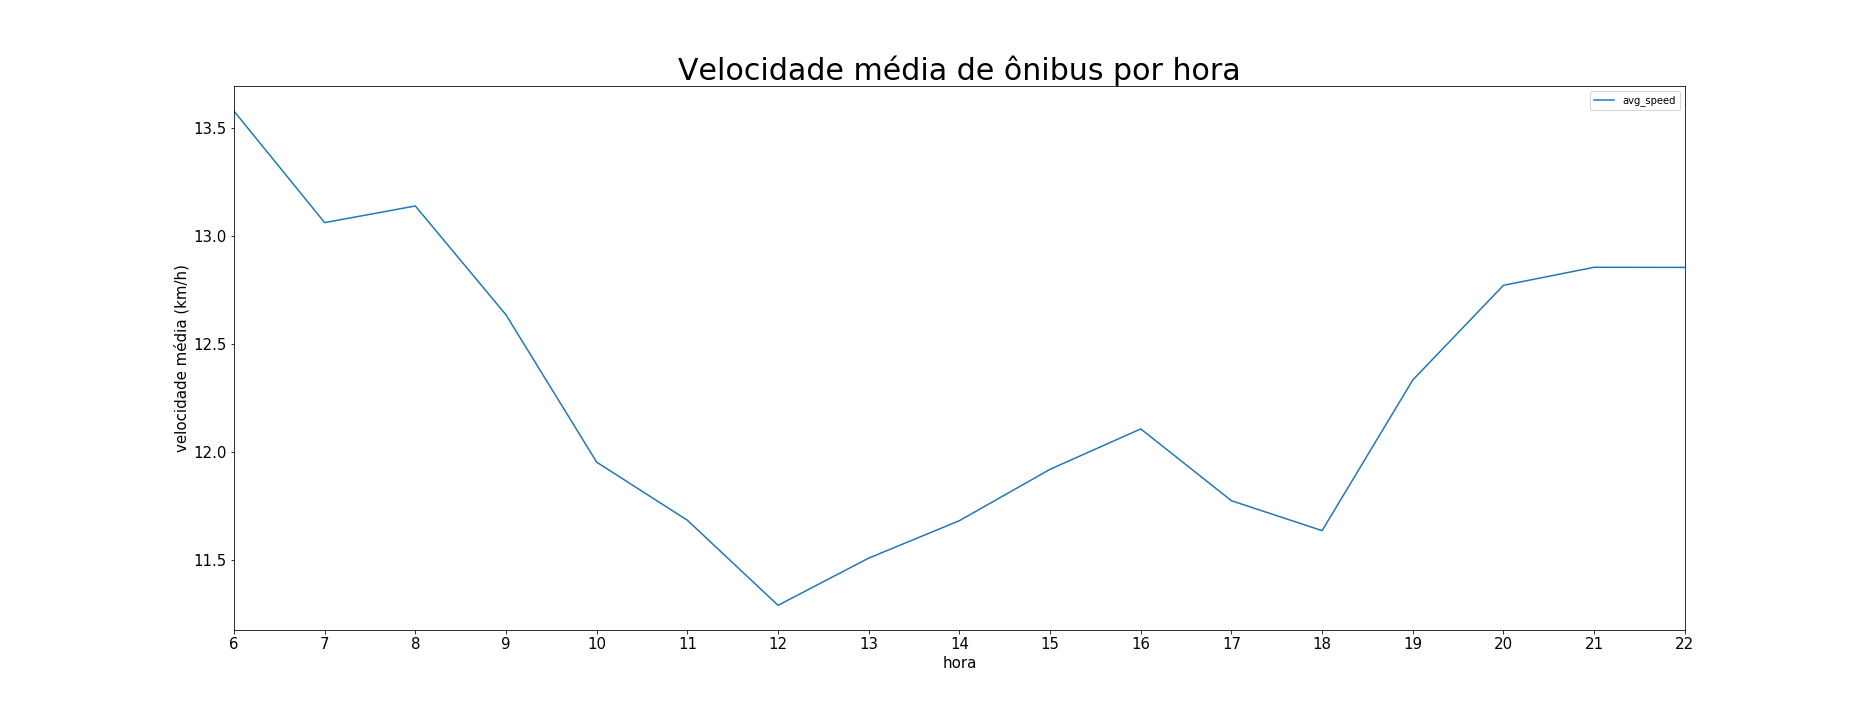 Velocidade média de ônibus por hora
avg_speed
13.5
13.0
12.5
12.0
11.5
velocidade média (km/h)
6 7 8 9 10 11 12 13 14 15 16 17 18 19 20 21 22
hora